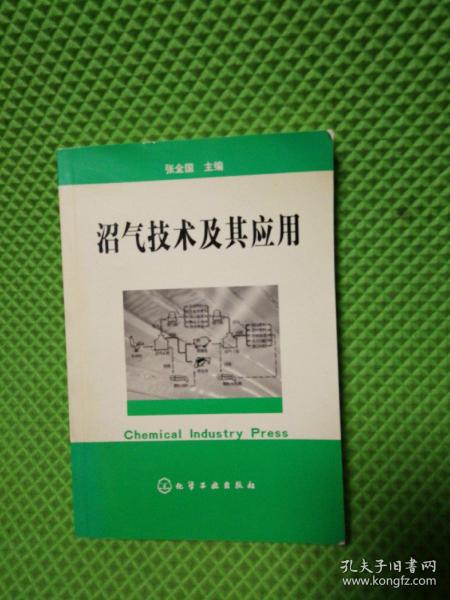 张全国 主编
沼气技术及其应用
Chemical Industry Press
化学工业出版社
孔夫子旧书网
www.kongfz.com